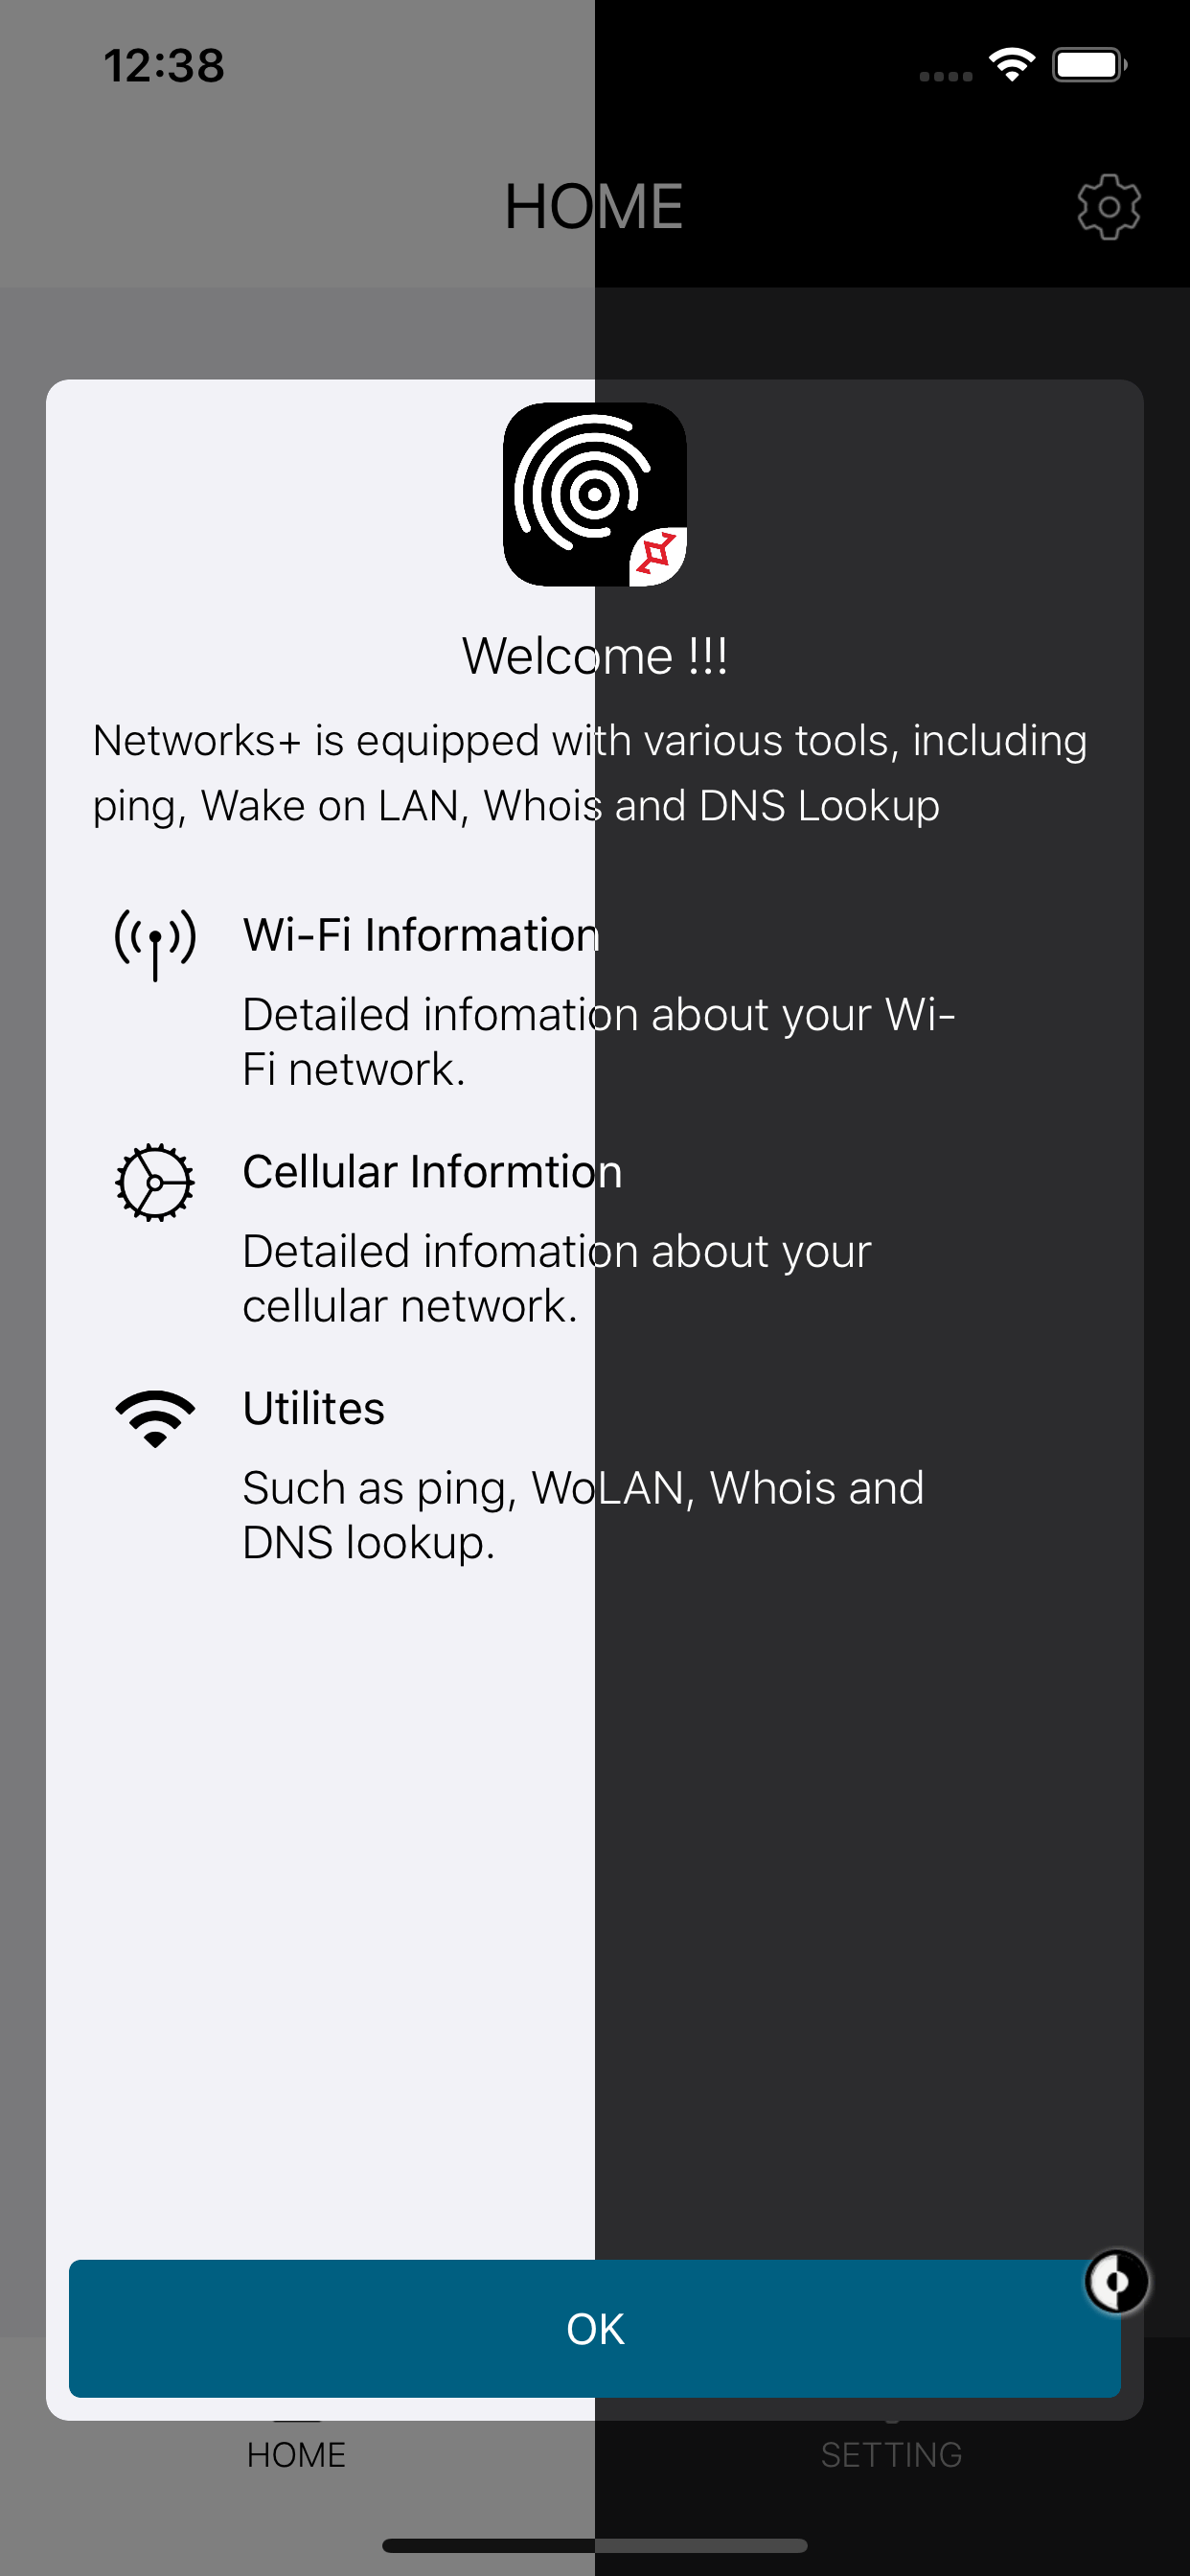 12:38
HOME
Welcome !!!
Networks+ is equipped with various tools, including
ping, Wake on LAN, Whois and DNS Lookup
Wi-Fi Information
Detailed infomation about your Wi-
Fi network.
Cellular Informtion
Detailed infomation about your
cellular network.
Utilites
Such as ping, WoLAN, Whois and
DNS lookup.
OK
HOME
SETTING